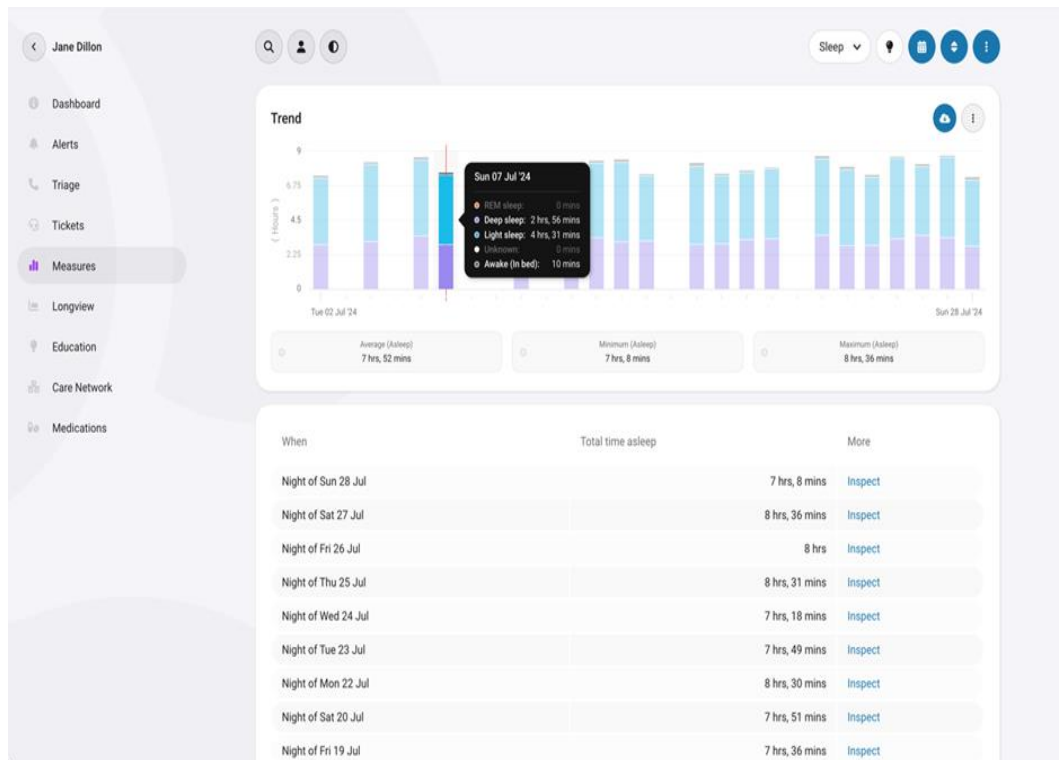 Jane Dillon
Sleep
Dashboard
Alerts
Triage
Tickets
Measures
Longview
Education
Care Network
Medications
Trend
9
6.75
4.5
2.25
0
( Hours )
Sun 07 Jul '24
REM sleep: 0 mins
Deep sleep: 2 hrs, 56 mins
Light sleep: 4 hrs, 31 mins
Unknown: 0 mins
Awake (In bed): 10 mins
Tue 02 Jul '24
Sun 28 Jul '24
Average (Asleep)
7 hrs, 52 mins
Minimum (Asleep)
7 hrs, 8 mins
Maximum (Asleep)
8 hrs, 36 mins
When Total time asleep More
Night of Sun 28 Jul 7 hrs, 8 mins Inspect
Night of Sat 27 Jul 8 hrs, 36 mins Inspect
Night of Fri 26 Jul 8 hrs Inspect
Night of Thu 25 Jul 8 hrs, 31 mins Inspect
Night of Wed 24 Jul 7 hrs, 18 mins Inspect
Night of Tue 23 Jul 7 hrs, 49 mins Inspect
Night of Mon 22 Jul 8 hrs, 30 mins Inspect
Night of Sat 20 Jul 7 hrs, 51 mins Inspect
Night of Fri 19 Jul 7 hrs, 36 mins Inspect